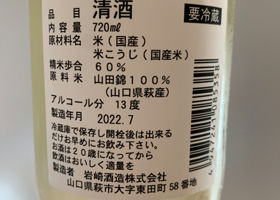 品目 清酒
要冷蔵
内容量 720㎖
原材料名 米（国産）
米こうじ（国産米）
精米歩合 60%
原料米 山田錦100%
（山口県萩産）
アルコール分 13度
製造年月 2022.7
冷蔵庫で保存し開栓後は出来る
だけお早めにお飲み下さい。
お酒は20歳になってから
飲酒はおいしく適量を
製造者 岩崎酒造株式会社
山口県萩市大字東田町58番地
4947241085358